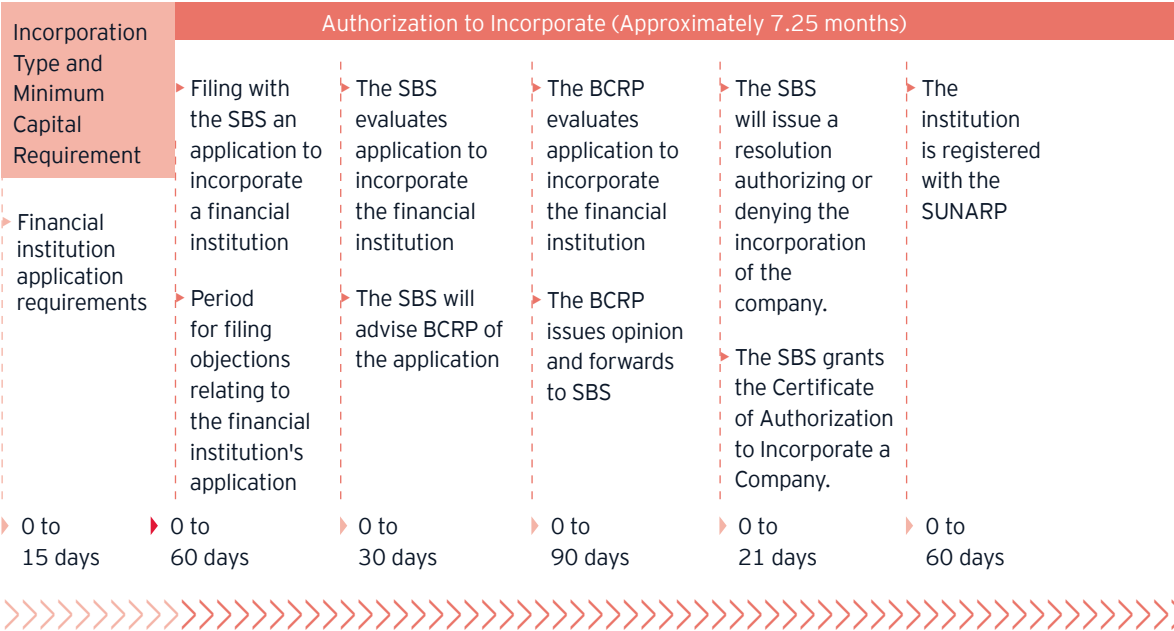 Incorporation
Type and
Minimum
Capital
Requirement
Financial
institution
application
requirements
0 to
15 days
Authorization to Incorporate (Approximately 7.25 months)
Filing with
the SBS an
application to
incorporate
a financial
institution
Period
for filing
objections
relating to
the financial
institution's
application
0 to
60 days
The SBS
evaluates
application to
incorporate
the financial
institution
The SBS will
advise BCRP of
the application
0 to
30 days
The BCRP
evaluates
application to
incorporate
the financial
institution
The BCRP
issues opinion
and forwards
to SBS
0 to
90 days
The SBS
will issue a
resolution
authorizing or
denying the
incorporation
of the
company.
The SBS grants
the Certificate
of Authorization
to Incorporate a
Company.
0 to
21 days
The
institution
is registered
with the
SUNARP
0 to
60 days